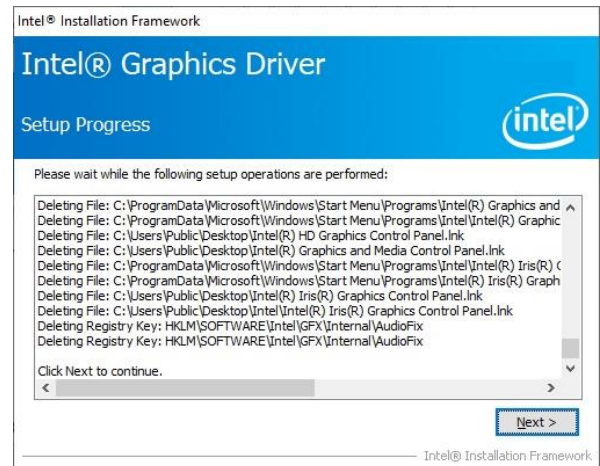 Intel® Installation Framework
Intel® Graphics Driver
Setup Progress
intel
Please wait while the following setup operations are performed:
Deleting File: C:\ProgramData\Microsoft\Windows\Start Menu\Programs\Intel(R) Graphics and
Deleting File: C:\ProgramData\Microsoft\Windows\Start Menu\Programs\Intel\Intel(R) Graphic
Deleting File: C:\Users\Public\Desktop\Intel(R) HD Graphics Control Panel.lnk
Deleting File: C:\Users\Public\Desktop\Intel(R) Graphics and Media Control Panel.lnk
Deleting File: C:\ProgramData\Microsoft\Windows\Start Menu\Programs\Intel\Intel(R) Iris(R) G
Deleting File: C:\ProgramData\Microsoft\Windows\Start Menu\Programs\Intel(R) Iris(R) Graph
Deleting File: C:\Users\Public\Desktop\Intel(R) Iris(R) Graphics Control Panel.lnk
Deleting File: C:\Users\Public\Desktop\Intel\Intel(R) Iris(R) Graphics Control Panel.lnk
Deleting Registry Key: HKLM\SOFTWARE\Intel\GFX\Internal\AudioFix
Deleting Registry Key: HKLM\SOFTWARE\Intel\GFX\Internal\AudioFix
Click Next to continue.
Next >
Intel® Installation Framework